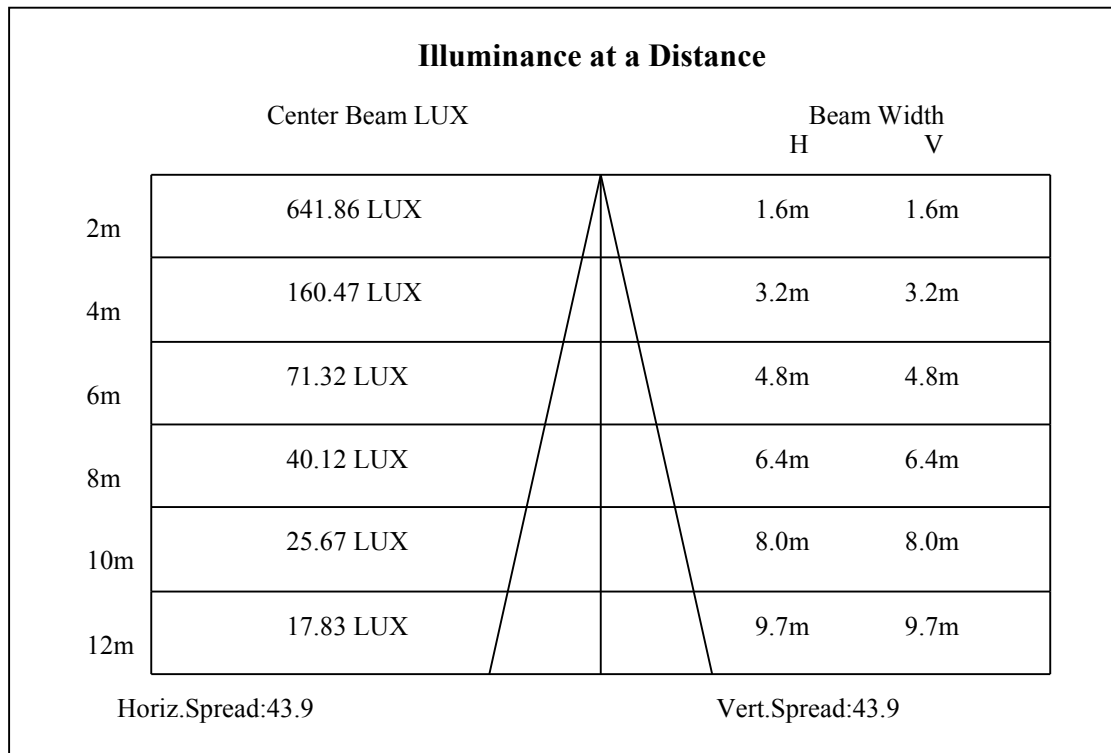 Illuminance at a Distance
Center Beam LUX Beam Width
H V
2m 641.86 LUX 1.6m 1.6m
4m 160.47 LUX 3.2m 3.2m
6m 71.32 LUX 4.8m 4.8m
8m 40.12 LUX 6.4m 6.4m
10m 25.67 LUX 8.0m 8.0m
12m 17.83 LUX 9.7m 9.7m
Horiz.Spread:43.9 Vert.Spread:43.9